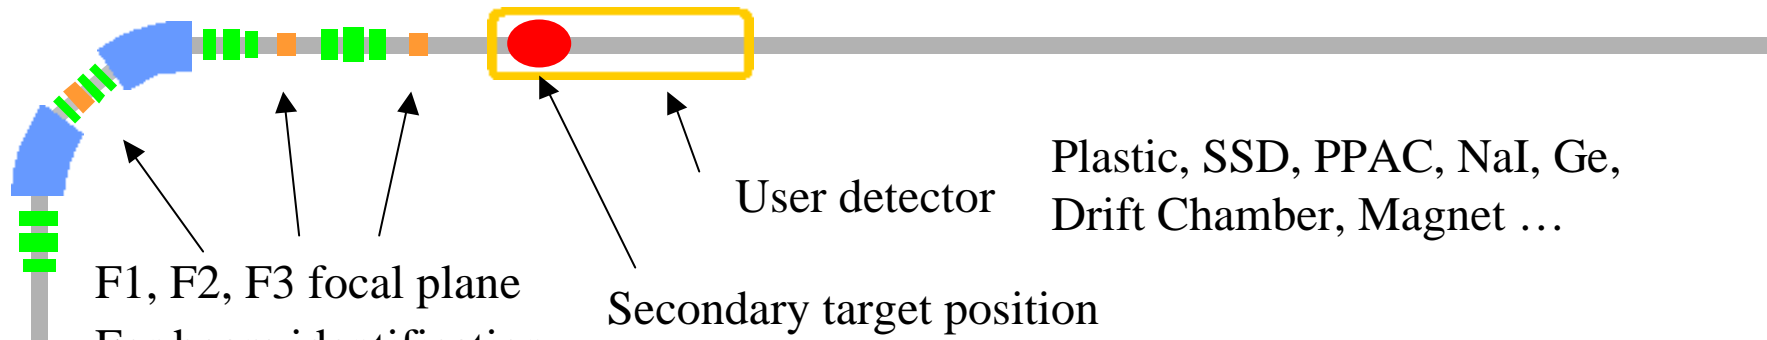 Plastic, SSD, PPAC, NaI, Ge,
Drift Chamber, Magnet …
User detector
F1, F2, F3 focal plane
Secondary target position